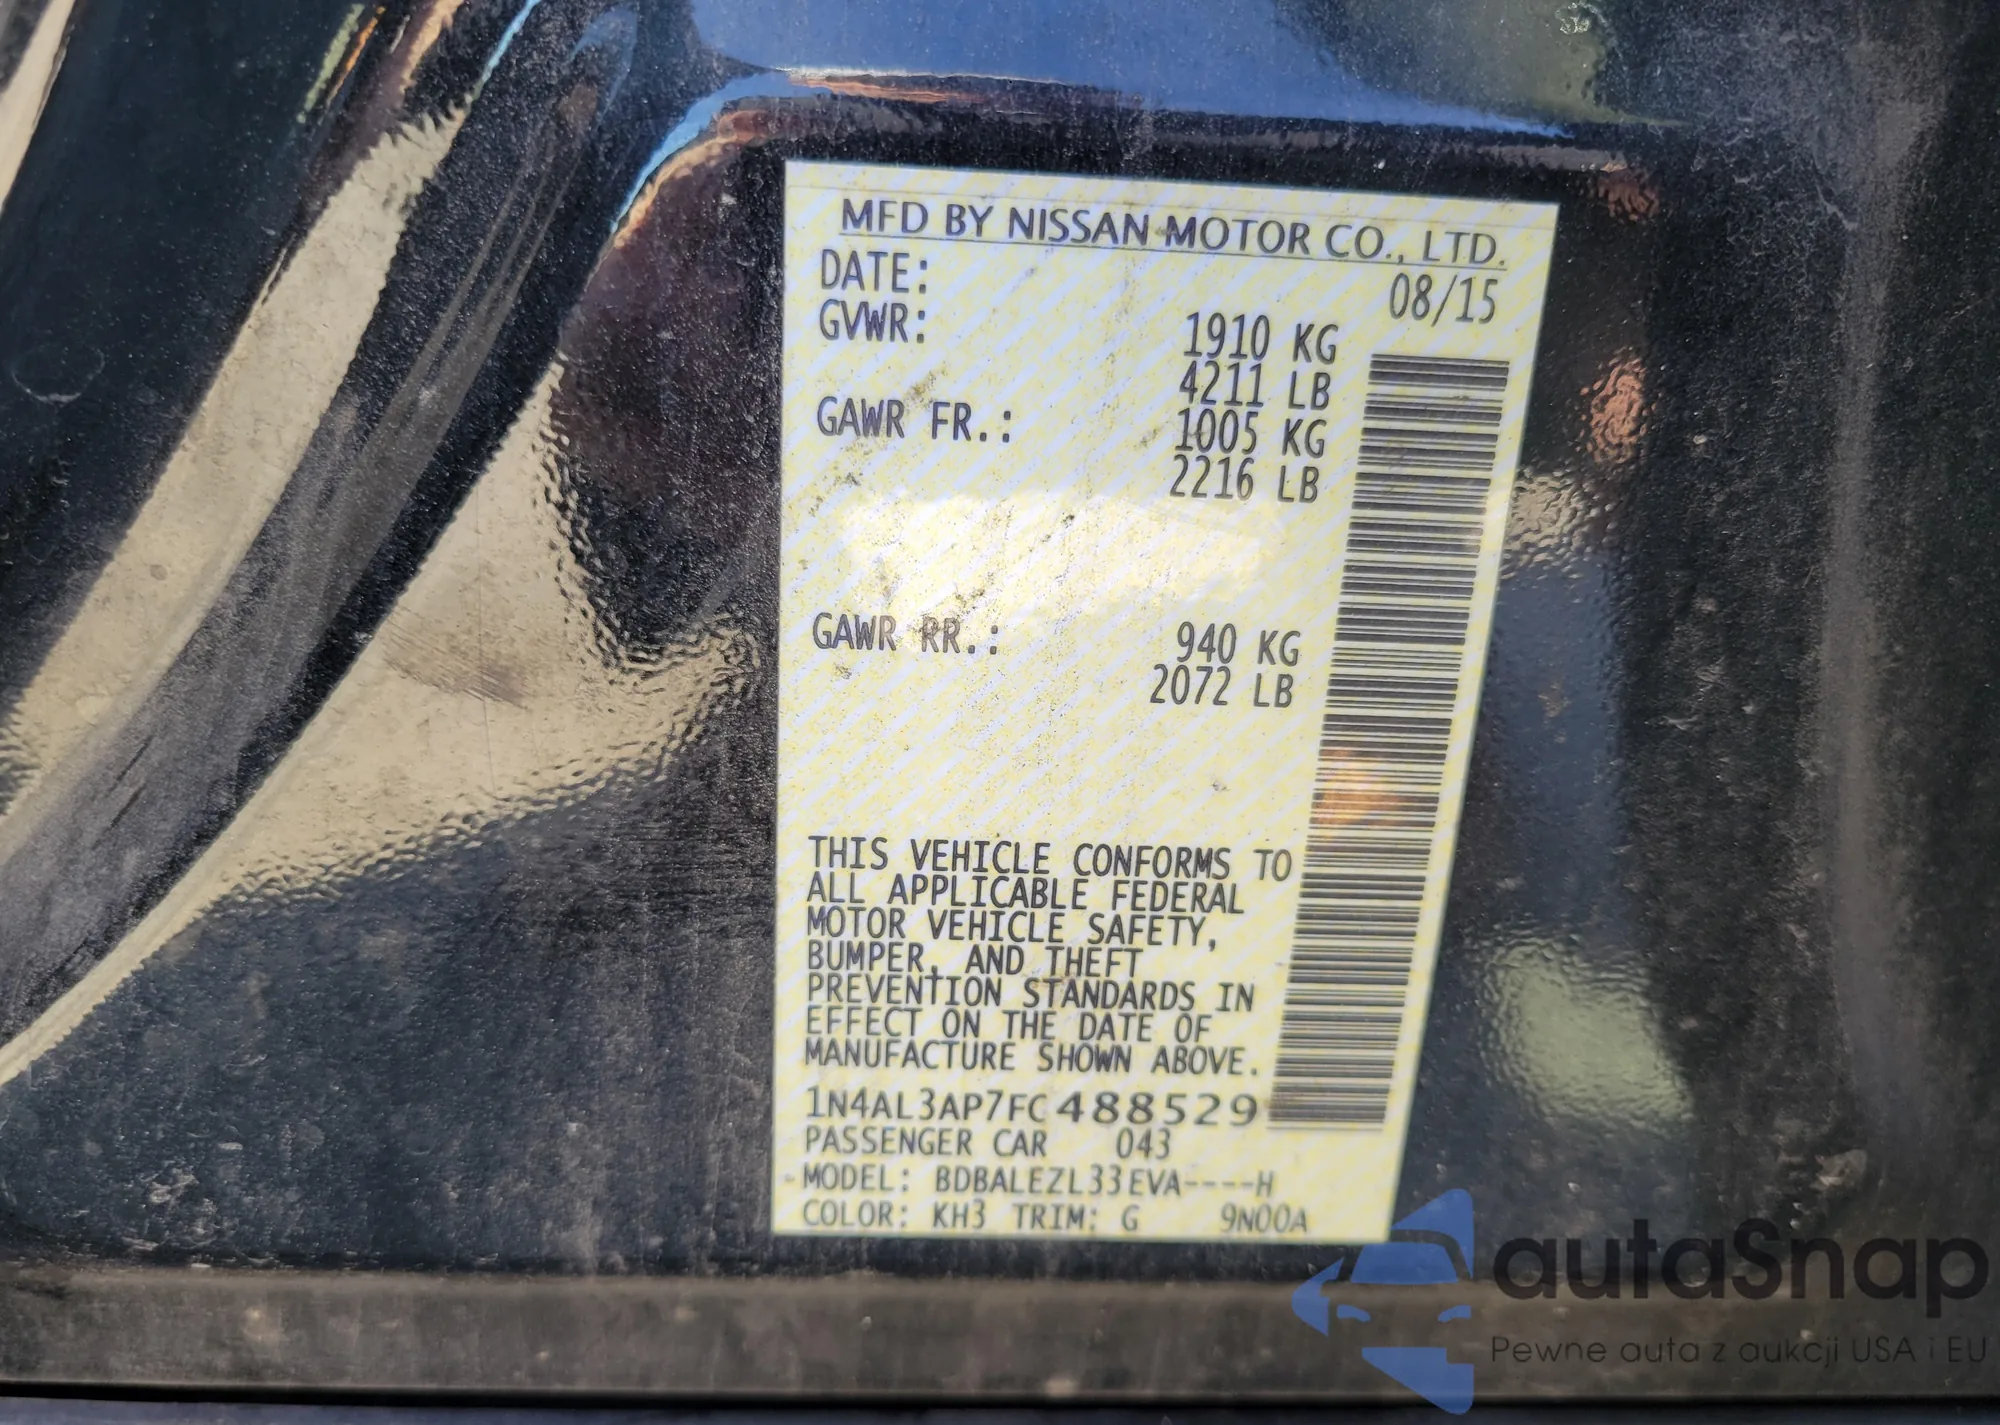 MFD BY NISSAN MOTOR CO., LTD.
DATE: 08/15
GVWR: 1910 KG
4211 LB
GAWR FR.: 1005 KG
2216 LB
GAWR RR.: 940 KG
2072 LB
THIS VEHICLE CONFORMS TO
ALL APPLICABLE FEDERAL
MOTOR VEHICLE SAFETY,
BUMPER, AND THEFT
PREVENTION STANDARDS IN
EFFECT ON THE DATE OF
MANUFACTURE SHOWN ABOVE.
1N4AL3AP7FC488529
PASSENGER CAR 043
MODEL: BDBALEZL33EVA----H
COLOR: KH3 TRIM: G 9N00A
autaSnap
Pewne auta z aukcji USA i EU